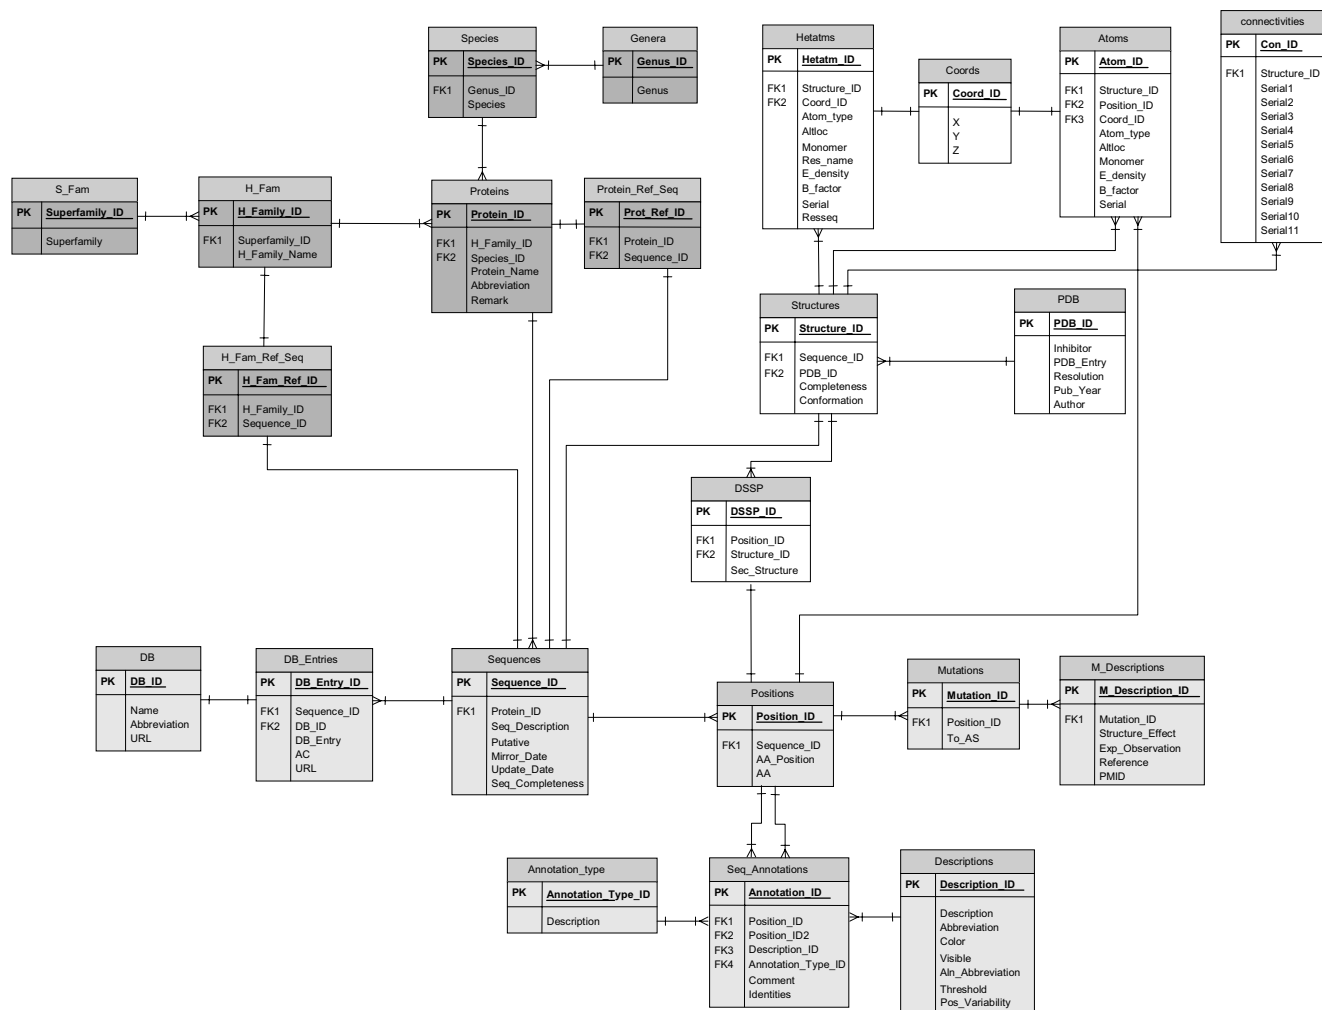 Species
PK Species_ID
FK1 Genus_ID
Species
Genera
PK Genus_ID
Genus
Hetatms
PK Hetatm_ID
FK1 Structure_ID
FK2 Coord_ID
Atom_type
Altloc
Monomer
Res_name
E_density
B_factor
Serial
Resseq
Coords
PK Coord_ID
X
Y
Z
Atoms
PK Atom_ID
FK1 Structure_ID
FK2 Position_ID
FK3 Coord_ID
Atom_type
Altloc
Monomer
E_density
B_factor
Serial
connectivities
PK Con_ID
FK1 Structure_ID
Serial1
Serial2
Serial3
Serial4
Serial5
Serial6
Serial7
Serial8
Serial9
Serial10
Serial11
S_Fam
PK Superfamily_ID
Superfamily
H_Fam
PK H_Family_ID
FK1 Superfamily_ID
H_Family_Name
Proteins
PK Protein_ID
FK1 H_Family_ID
FK2 Species_ID
Protein_Name
Abbreviation
Remark
Protein_Ref_Seq
PK Prot_Ref_ID
FK1 Protein_ID
FK2 Sequence_ID
Structures
PK Structure_ID
FK1 Sequence_ID
FK2 PDB_ID
Completeness
Conformation
PDB
PK PDB_ID
Inhibitor
PDB_Entry
Resolution
Pub_Year
Author
H_Fam_Ref_Seq
PK H_Fam_Ref_ID
FK1 H_Family_ID
FK2 Sequence_ID
DSSP
PK DSSP_ID
FK1 Position_ID
FK2 Structure_ID
Sec_Structure
DB
PK DB_ID
Name
Abbreviation
URL
DB_Entries
PK DB_Entry_ID
FK1 Sequence_ID
FK2 DB_ID
DB_Entry
AC
URL
Sequences
PK Sequence_ID
FK1 Protein_ID
Seq_Description
Putative
Mirror_Date
Update_Date
Seq_Completeness
Positions
PK Position_ID
FK1 Sequence_ID
AA_Position
AA
Mutations
PK Mutation_ID
FK1 Position_ID
To_AS
M_Descriptions
PK M_Description_ID
FK1 Mutation_ID
Structure_Effect
Exp_Observation
Reference
PMID
Annotation_type
PK Annotation_Type_ID
Description
Seq_Annotations
PK Annotation_ID
FK1 Position_ID
FK2 Position_ID2
FK3 Description_ID
FK4 Annotation_Type_ID
Comment
Identities
Descriptions
PK Description_ID
Description
Abbreviation
Color
Visible
Aln_Abbreviation
Threshold
Pos_Variability